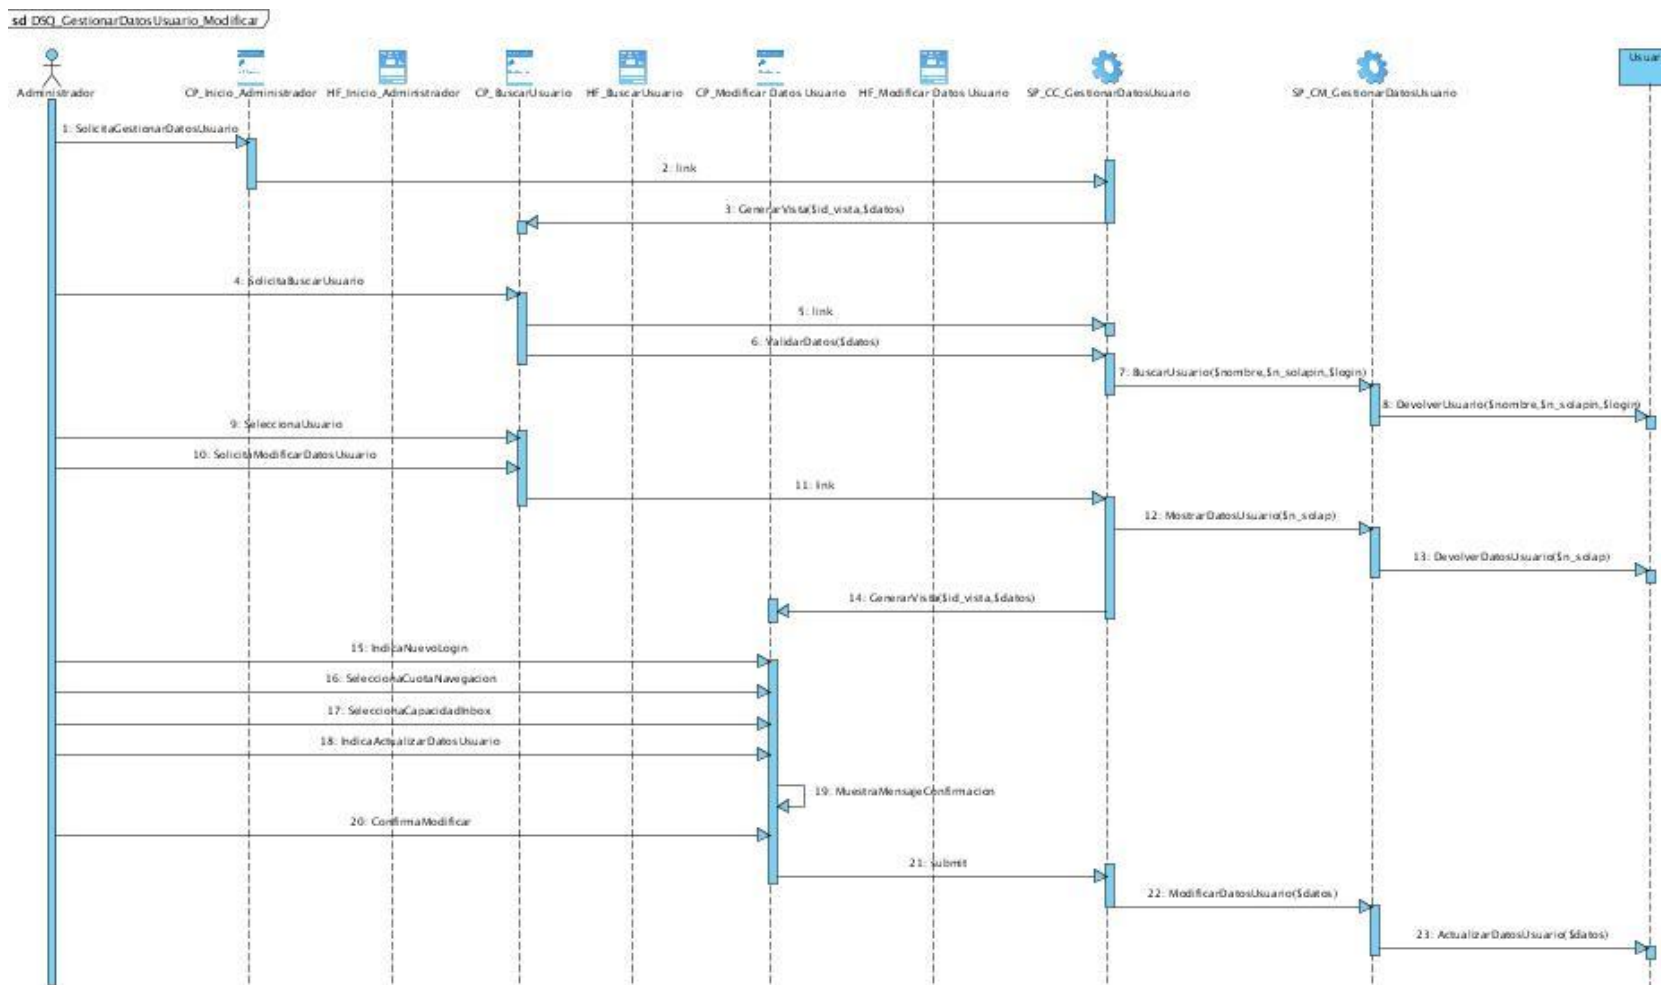 sd DSQ_GestionarDatosUsuario_Modificar
Administrador
CP_Inicio_Administrador
HF_Inicio_Administrador
CP_BuscarUsuario
HF_BuscarUsuario
CP_Modificar Datos Usuario
HF_Modificar Datos Usuario
SP_CC_GestionarDatosUsuario
SP_CM_GestionarDatosUsuario
Usuar
1: SolicitaGestionarDatosUsuario
2: link
3: GenerarVista($id_vista,$datos)
4: SolicitaBuscarUsuario
5: link
6: ValidarDatos($datos)
7: BuscarUsuario($nombre,$n_solapin,$login)
8: DevolverUsuario($nombre,$n_solapin,$login)
9: SeleccionaUsuario
10: SolicitaModificarDatosUsuario
11: link
12: MostrarDatosUsuario($n_solap)
13: DevolverDatosUsuario($n_solap)
14: GenerarVista($id_vista,$datos)
15: IndicaNuevoLogin
16: SeleccionaCuotaNavegacion
17: SeleccionaCapacidadInbox
18: IndicaActualizarDatosUsuario
19: MuestraMensajeConfirmacion
20: ConfirmaModificar
21: submit
22: ModificarDatosUsuario($datos)
23: ActualizarDatosUsuario($datos)